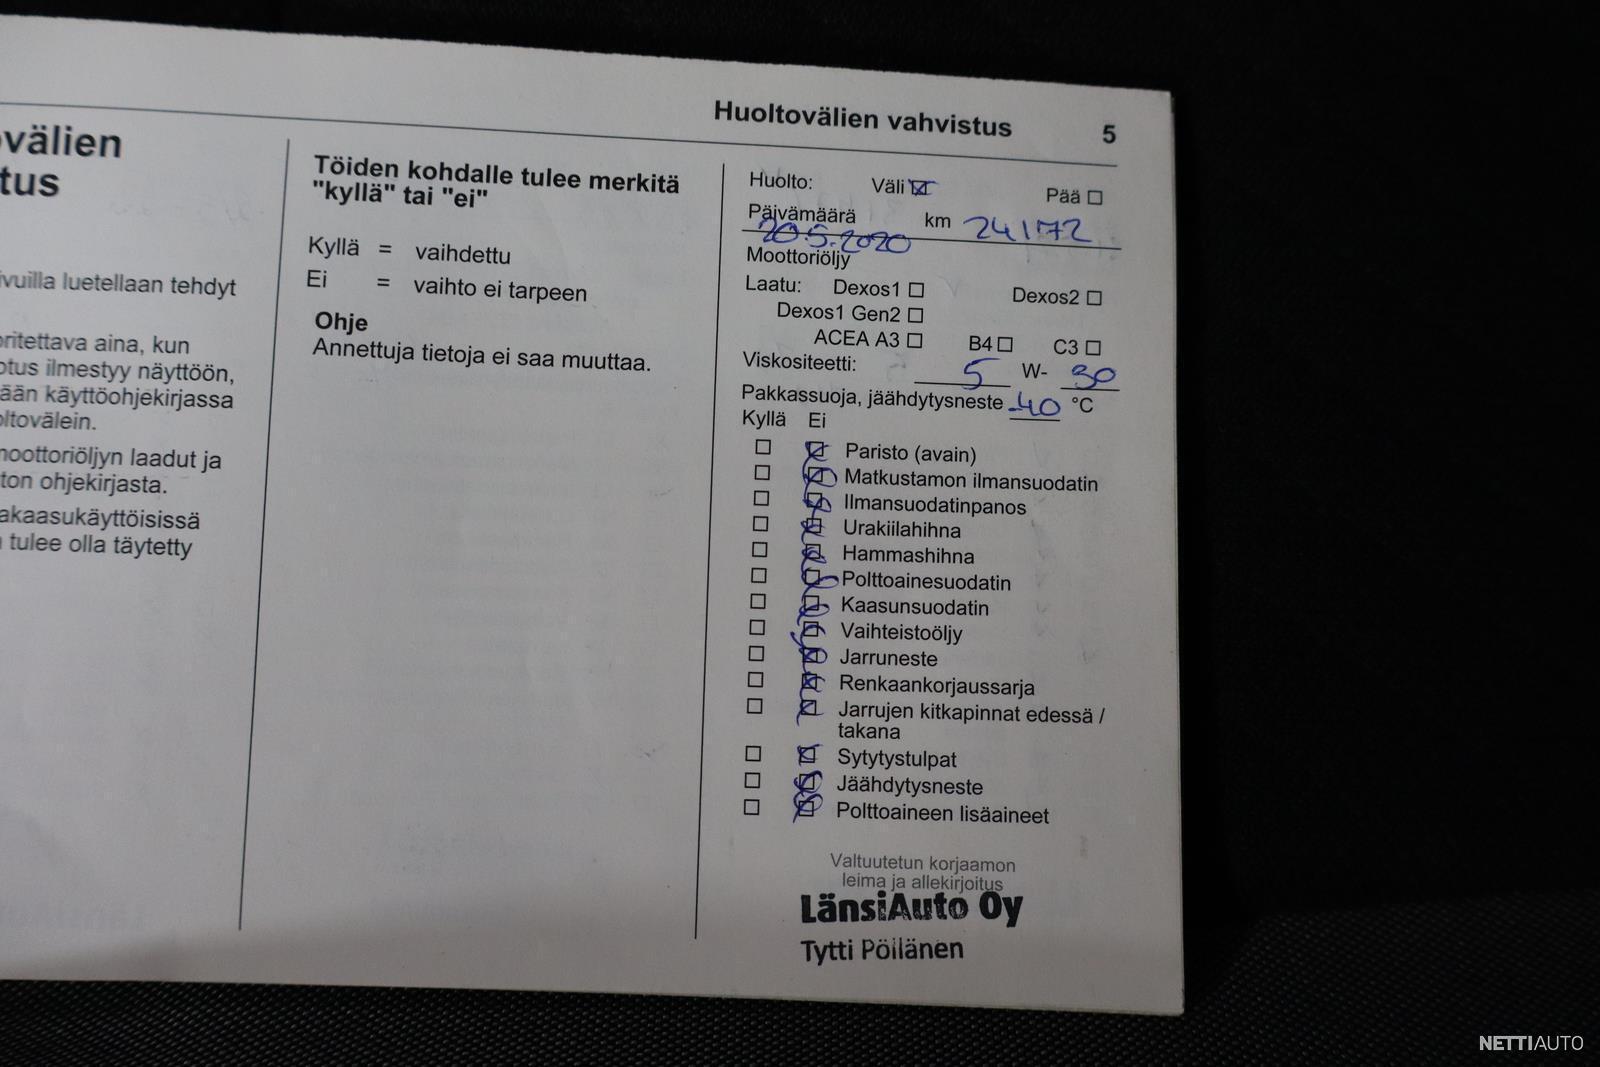 Huoltovälien vahvistus 5
ovälien
tus
ivuilla luetellaan tehdyt
oritettava aina, kun
otus ilmestyy näyttöön,
ään käyttöohjekirjassa
oltovälein.
moottoriöljyn laadut ja
ton ohjekirjasta.
akaasukäyttöisissä
tulee olla täytetty
Töiden kohdalle tulee merkitä
"kyllä" tai "ei"
Kyllä = vaihdettu
Ei = vaihto ei tarpeen
Ohje
Annettuja tietoja ei saa muuttaa.
Huolto: Väli ☒ Pää ☐
Päivämäärä km 24172
20.5.2020
Moottoriöljy
Laatu: Dexos1 ☐ Dexos2 ☐
Dexos1 Gen2 ☐
ACEA A3 ☐ B4 ☐ C3 ☐
Viskositeetti: 5 W- 30
Pakkassuoja, jäähdytysneste -40 °C
Kyllä Ei
☐ ☒ Paristo (avain)
☐ ☒ Matkustamon ilmansuodatin
☐ ☒ Ilmansuodatinpanos
☐ ☒ Urakiilahihna
☐ ☒ Hammashihna
☐ ☒ Polttoainesuodatin
☐ ☒ Kaasunsuodatin
☐ ☒ Vaihteistoöljy
☐ ☒ Jarruneste
☐ ☒ Renkaankorjaussarja
☐ ☒ Jarrujen kitkapinnat edessä /
takana
☐ ☒ Sytytystulpat
☐ ☒ Jäähdytysneste
☐ ☒ Polttoaineen lisäaineet
Valtuutetun korjaamon
leima ja allekirjoitus
LänsiAuto Oy
Tytti Pöilänen
NETTIAUTO